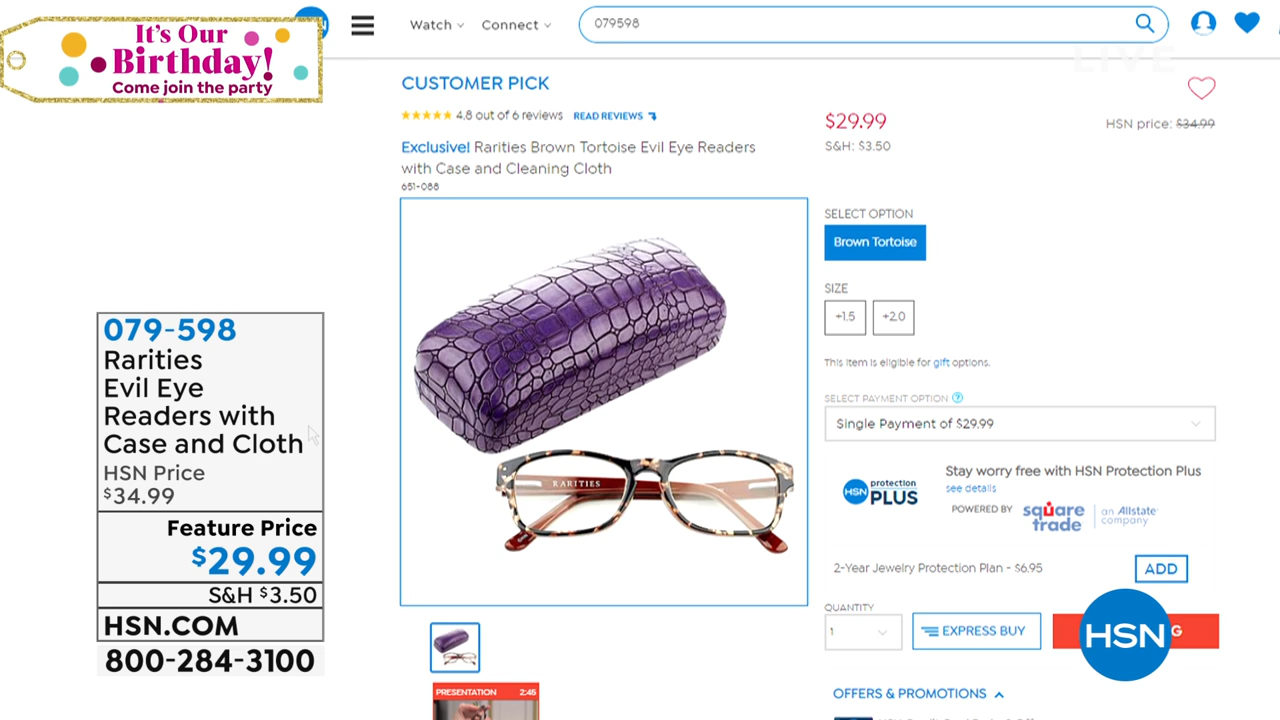 It's Our
Birthday!
Come join the party
Watch
Connect
079598
LIVE
CUSTOMER PICK
4.8 out of 6 reviews READ REVIEWS
Exclusive! Rarities Brown Tortoise Evil Eye Readers
with Case and Cleaning Cloth
651-088
RARITIES
$29.99
HSN price: $34.99
S&H: $3.50
SELECT OPTION
Brown Tortoise
SIZE
+1.5
+2.0
This item is eligible for gift options.
SELECT PAYMENT OPTION ?
Single Payment of $29.99
HSN protection PLUS
Stay worry free with HSN Protection Plus
see details
POWERED BY square trade | an Allstate company
2-Year Jewelry Protection Plan - $6.95
ADD
QUANTITY
1
EXPRESS BUY
HSN
G
OFFERS & PROMOTIONS
PRESENTATION 2:45
079-598
Rarities
Evil Eye
Readers with
Case and Cloth
HSN Price
$34.99
Feature Price
$29.99
S&H $3.50
HSN.COM
800-284-3100